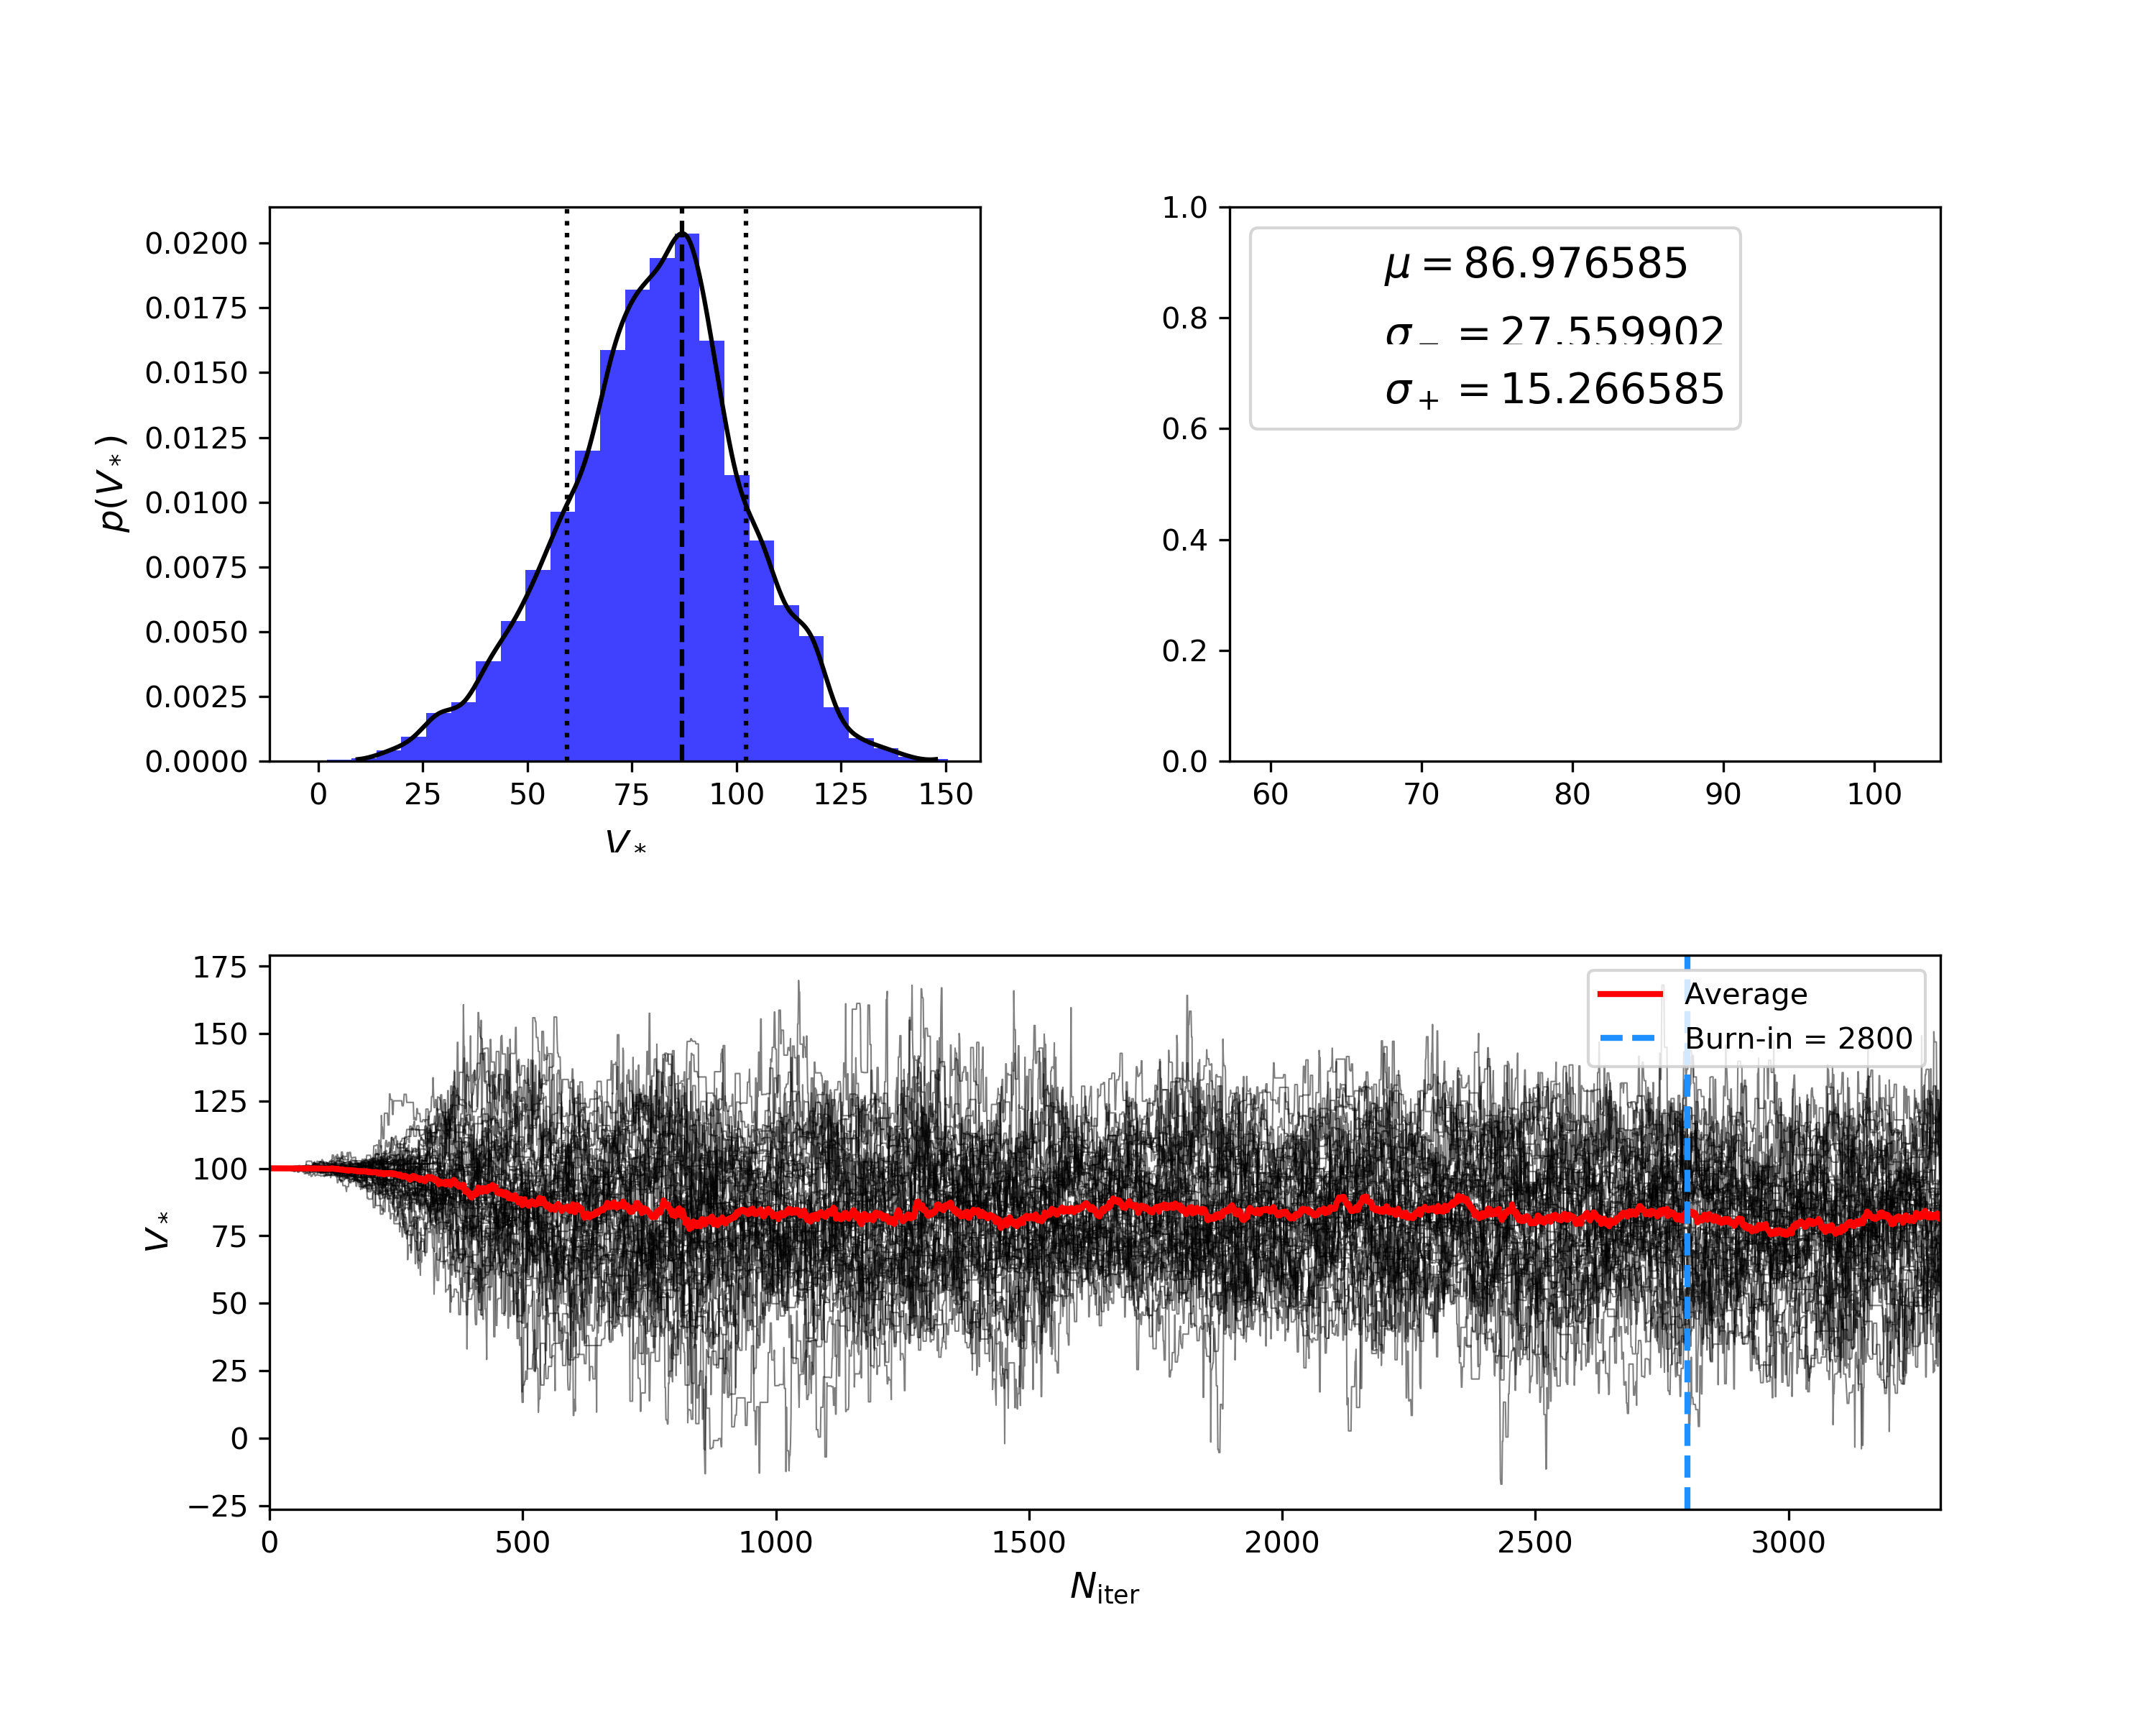 0.0200
0.0175
0.0150
0.0125
0.0100
0.0075
0.0050
0.0025
0.0000
p(V*)
0 25 50 75 100 125 150
V*
1.0
0.8
0.6
0.4
0.2
0.0
μ = 86.976585
σ− = 27.559902
σ+ = 15.266585
60 70 80 90 100
175
150
125
100
75
50
25
0
−25
V*
Average
Burn-in = 2800
0 500 1000 1500 2000 2500 3000
Niter